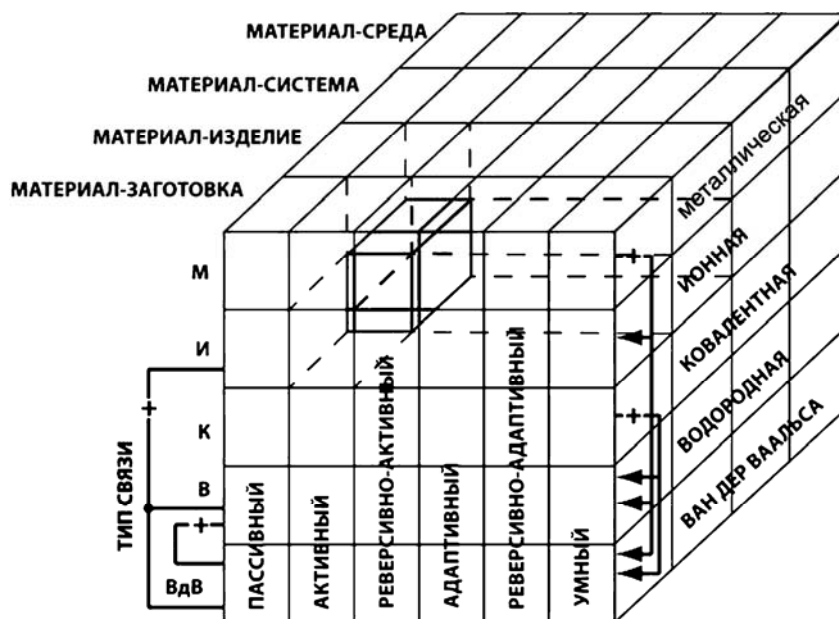 МАТЕРИАЛ-СРЕДА
МАТЕРИАЛ-СИСТЕМА
МАТЕРИАЛ-ИЗДЕЛИЕ
МАТЕРИАЛ-ЗАГОТОВКА
М
И
К
В
ВдВ
ТИП СВЯЗИ
ПАССИВНЫЙ
АКТИВНЫЙ
РЕВЕРСИВНО-АКТИВНЫЙ
АДАПТИВНЫЙ
РЕВЕРСИВНО-АДАПТИВНЫЙ
УМНЫЙ
металлическая
ИОННАЯ
КОВАЛЕНТНАЯ
ВОДОРОДНАЯ
ВАН ДЕР ВААЛЬСА